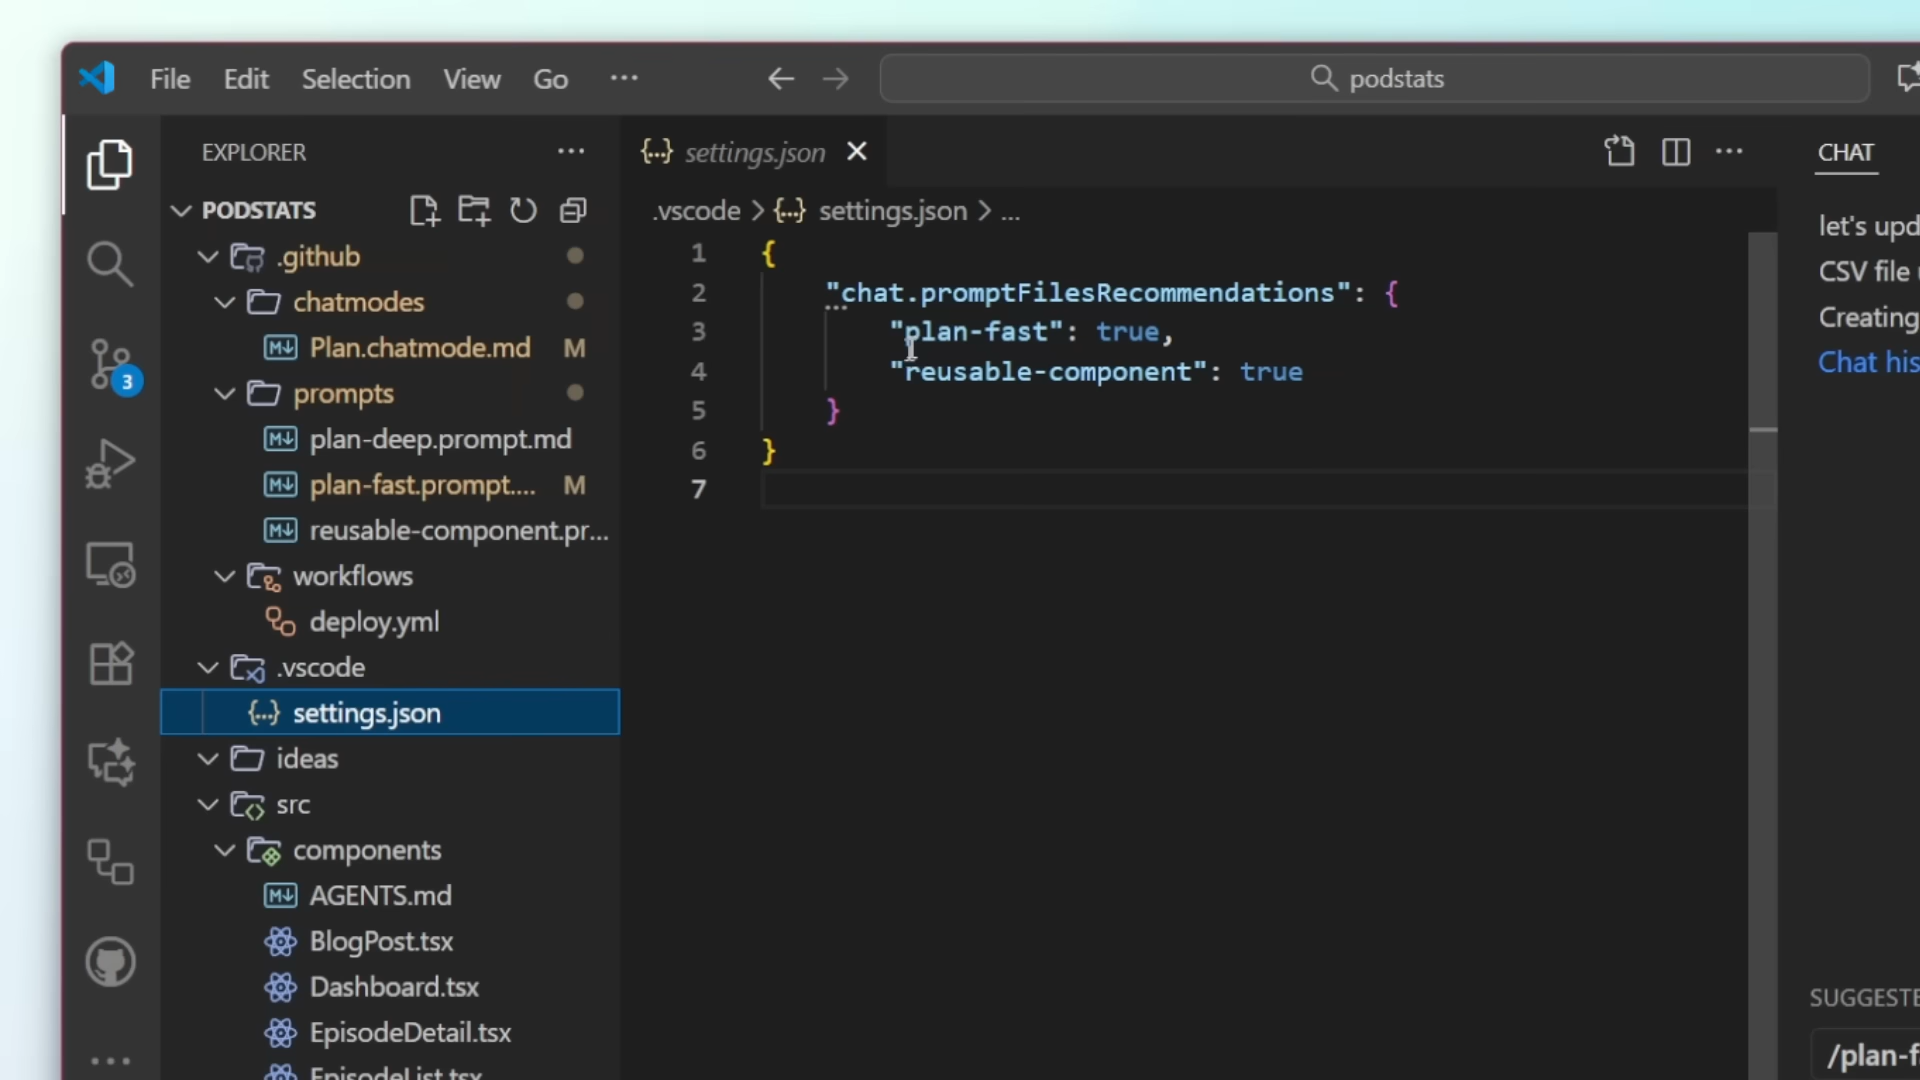 File Edit Selection View Go ... podstats
EXPLORER ...
PODSTATS
.github
chatmodes
Plan.chatmode.md M
prompts
plan-deep.prompt.md
plan-fast.prompt.... M
reusable-component.pr...
workflows
deploy.yml
.vscode
settings.json
ideas
src
components
AGENTS.md
BlogPost.tsx
Dashboard.tsx
EpisodeDetail.tsx
EpisodeList.tsx
3
{...} settings.json
.vscode > {...} settings.json > ...
1 {
2 "chat.promptFilesRecommendations": {
3 "plan-fast": true,
4 "reusable-component": true
5 }
6 }
7
CHAT
let's upd
CSV file
Creating
Chat his
SUGGESTE
/plan-f